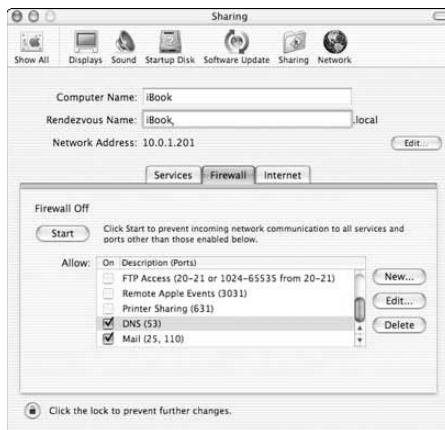 Sharing
Show All Displays Sound Startup Disk Software Update Sharing Network
Computer Name: iBook
Rendezvous Name: iBook .local
Network Address: 10.0.1.201 Edit...
Services Firewall Internet
Firewall Off
Start Click Start to prevent incoming network communication to all services and
ports other than those enabled below.
Allow: On Description (Ports)
FTP Access (20-21 or 1024-65535 from 20-21) New...
Remote Apple Events (3031)
Printer Sharing (631) Edit...
DNS (53) Delete
Mail (25, 110)
Click the lock to prevent further changes.